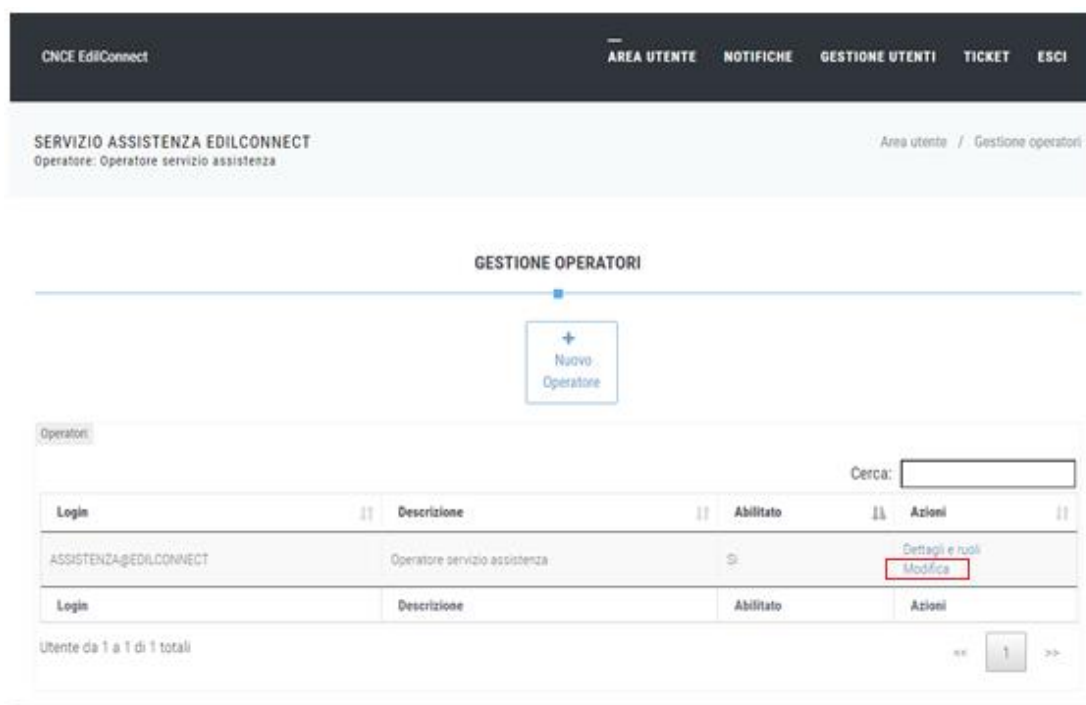 CNCE EdilConnect
AREA UTENTE NOTIFICHE GESTIONE UTENTI TICKET ESCI
SERVIZIO ASSISTENZA EDILCONNECT
Operatore: Operatore servizio assistenza
Area utente / Gestione operatori
GESTIONE OPERATORI
+
Nuovo
Operatore
Operatori
Cerca:
Login Descrizione Abilitato Azioni
ASSISTENZA@EDILCONNECT Operatore servizio assistenza Si Dettagli e ruoli
Modifica
Login Descrizione Abilitato Azioni
Utente da 1 a 1 di 1 totali
<< 1 >>